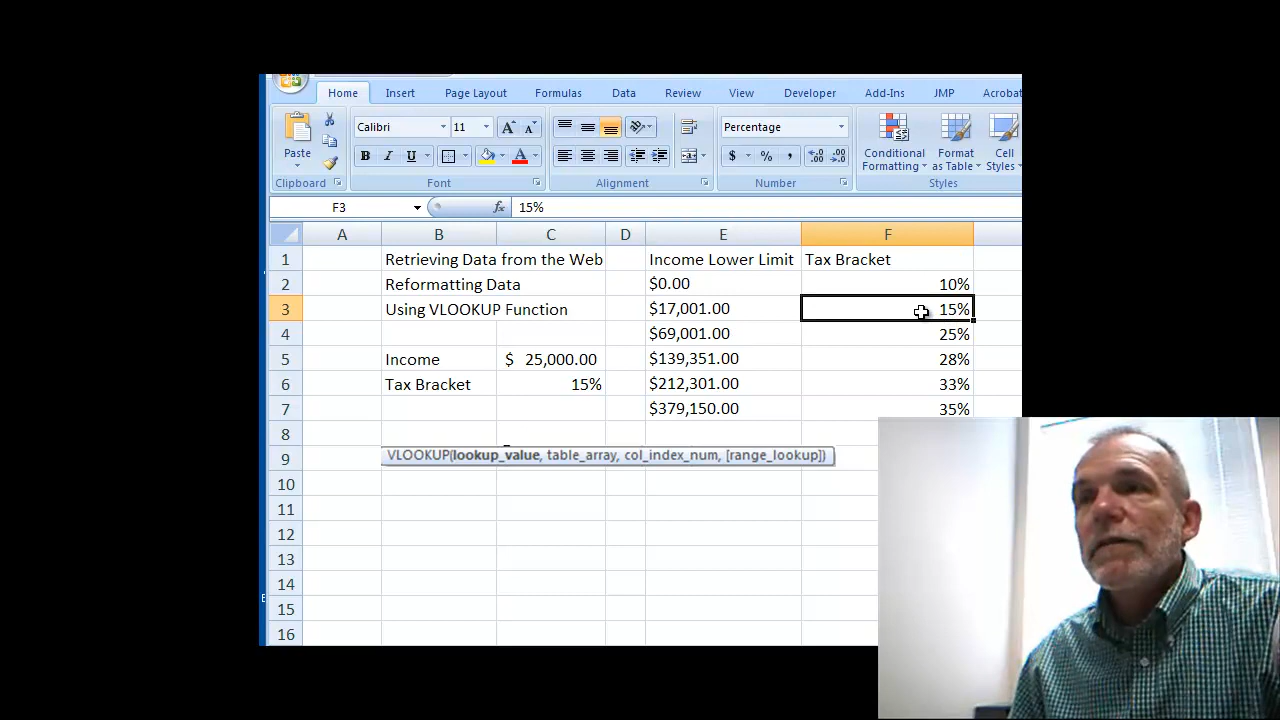 Home Insert Page Layout Formulas Data Review View Developer Add-Ins JMP Acrobat
Calibri 11 Percentage
Paste B I U $ % , Conditional Formatting Format as Table Cell Styles
Clipboard Font Alignment Number Styles
F3 fx 15%
A B C D E F
1 Retrieving Data from the Web Income Lower Limit Tax Bracket
2 Reformatting Data $0.00 10%
3 Using VLOOKUP Function $17,001.00 15%
4 $69,001.00 25%
5 Income $ 25,000.00 $139,351.00 28%
6 Tax Bracket 15% $212,301.00 33%
7 $379,150.00 35%
8
9 VLOOKUP(lookup_value, table_array, col_index_num, [range_lookup])
10
11
12
13
14
15
16